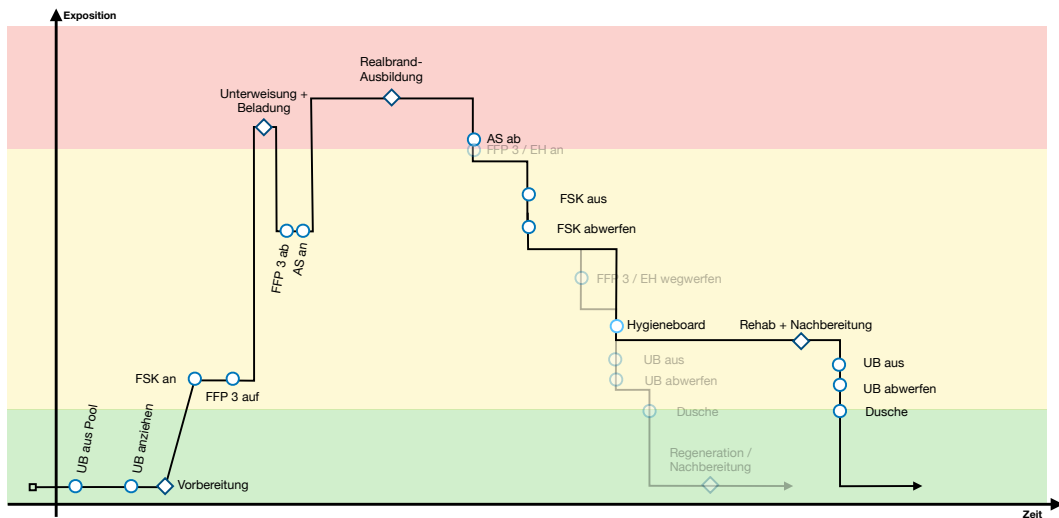 Exposition
Realbrand-
Ausbildung
Unterweisung +
Beladung
AS ab
FFP 3 / EH an
FSK aus
FSK abwerfen
FFP 3 ab
AS an
FFP 3 / EH wegwerfen
Hygieneboard
Rehab + Nachbereitung
UB aus
UB abwerfen
Dusche
UB aus
UB abwerfen
Dusche
FSK an
FFP 3 auf
UB aus Pool
UB anziehen
Vorbereitung
Regeneration /
Nachbereitung
Zeit